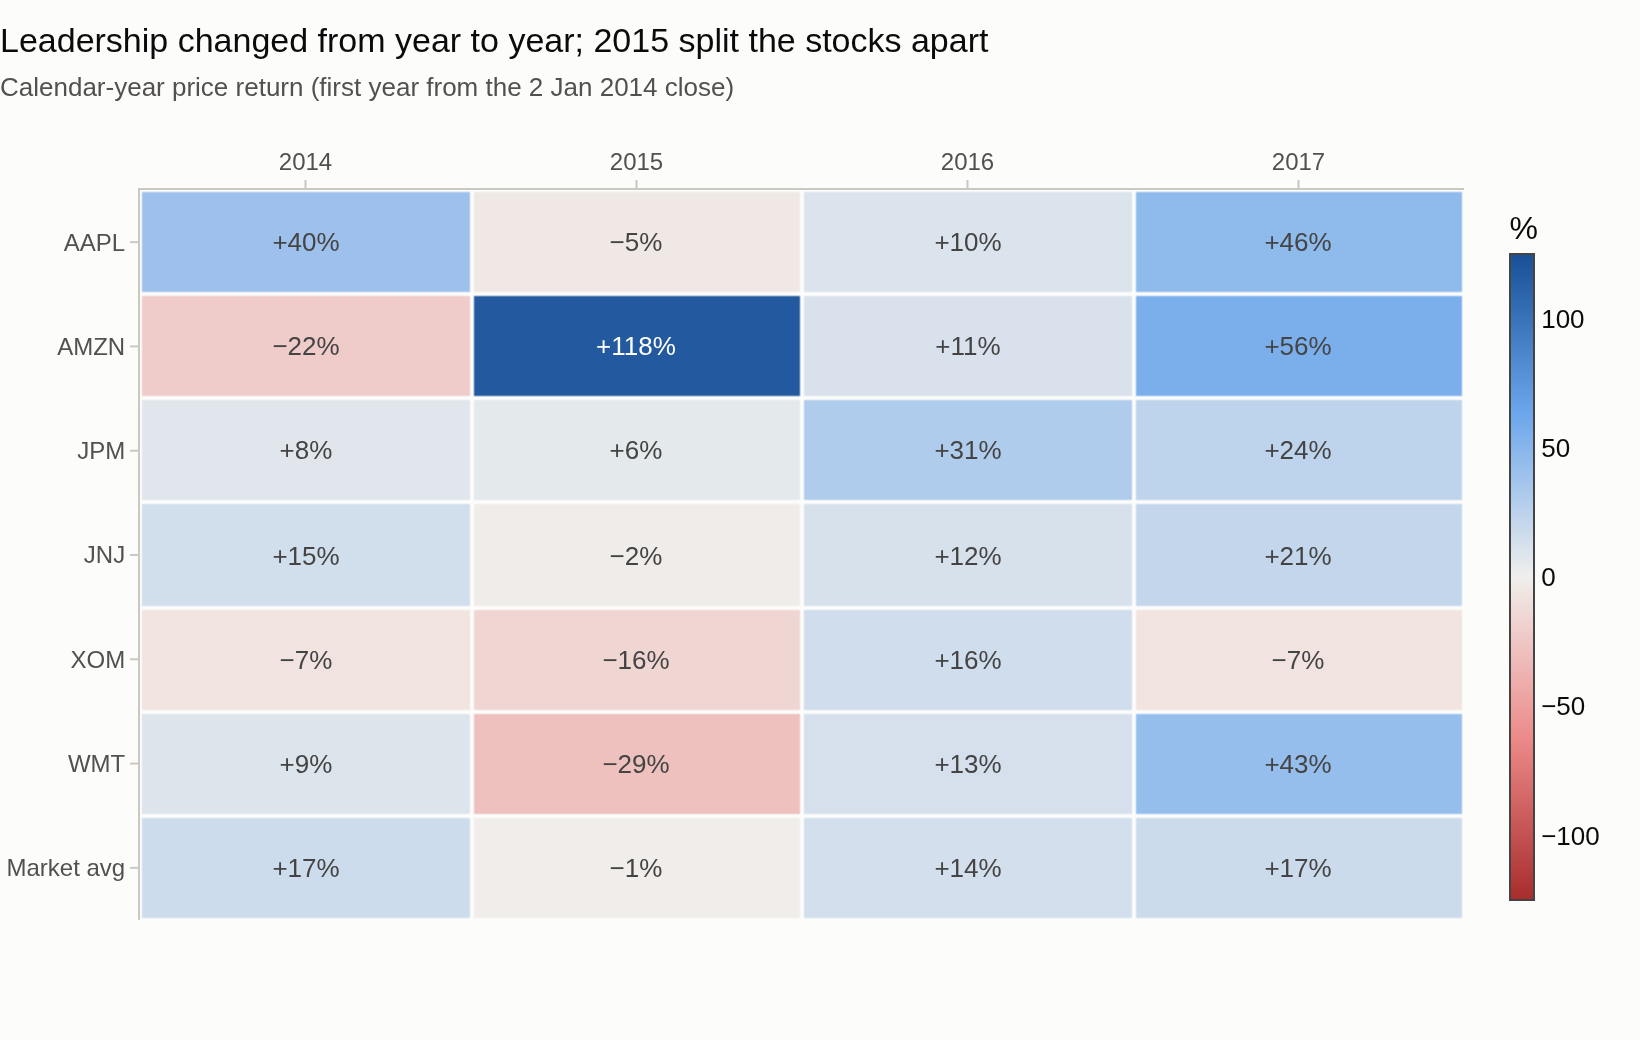 Leadership changed from year to year; 2015 split the stocks apart
Calendar-year price return (first year from the 2 Jan 2014 close)
2014 2015 2016 2017
AAPL +40% −5% +10% +46%
AMZN −22% +118% +11% +56%
JPM +8% +6% +31% +24%
JNJ +15% −2% +12% +21%
XOM −7% −16% +16% −7%
WMT +9% −29% +13% +43%
Market avg +17% −1% +14% +17%
%
100
50
0
−50
−100